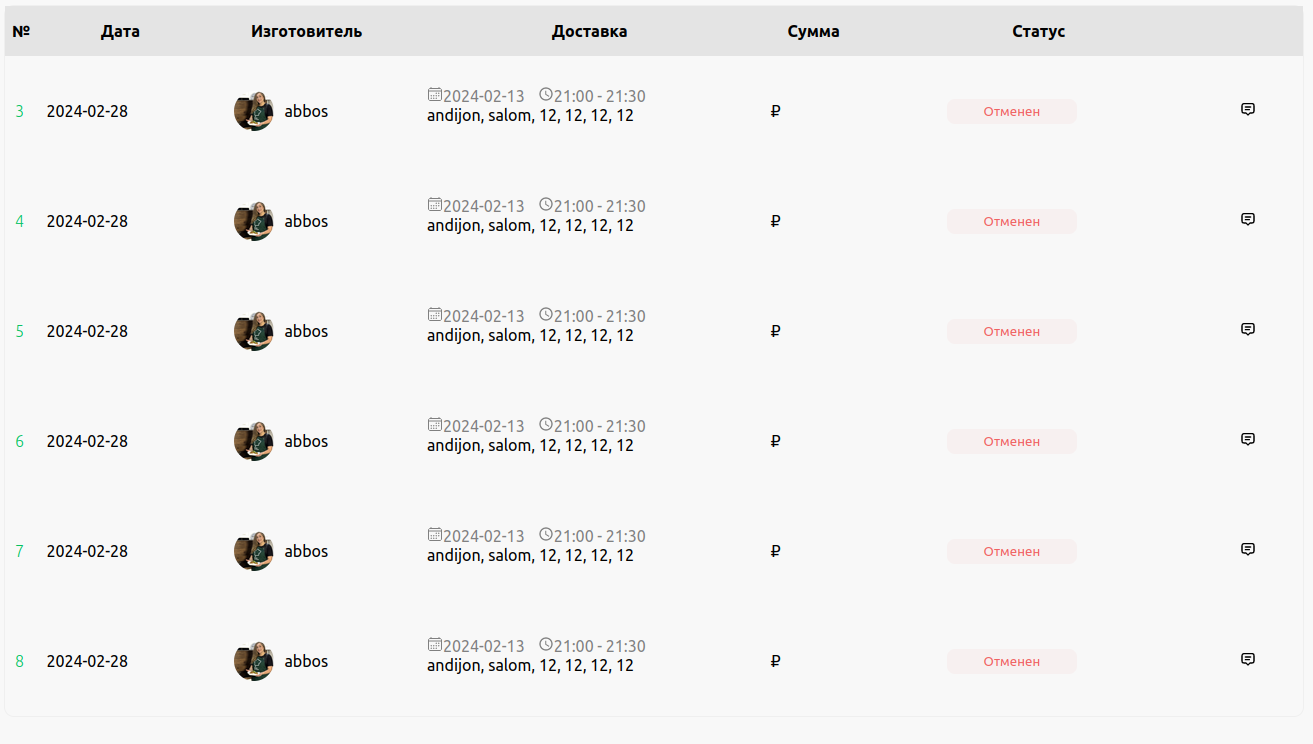 № Дата Изготовитель Доставка Сумма Статус
3 2024-02-28 abbos 2024-02-13 21:00 - 21:30 ₽ Отменен
andijon, salom, 12, 12, 12, 12
4 2024-02-28 abbos 2024-02-13 21:00 - 21:30 ₽ Отменен
andijon, salom, 12, 12, 12, 12
5 2024-02-28 abbos 2024-02-13 21:00 - 21:30 ₽ Отменен
andijon, salom, 12, 12, 12, 12
6 2024-02-28 abbos 2024-02-13 21:00 - 21:30 ₽ Отменен
andijon, salom, 12, 12, 12, 12
7 2024-02-28 abbos 2024-02-13 21:00 - 21:30 ₽ Отменен
andijon, salom, 12, 12, 12, 12
8 2024-02-28 abbos 2024-02-13 21:00 - 21:30 ₽ Отменен
andijon, salom, 12, 12, 12, 12